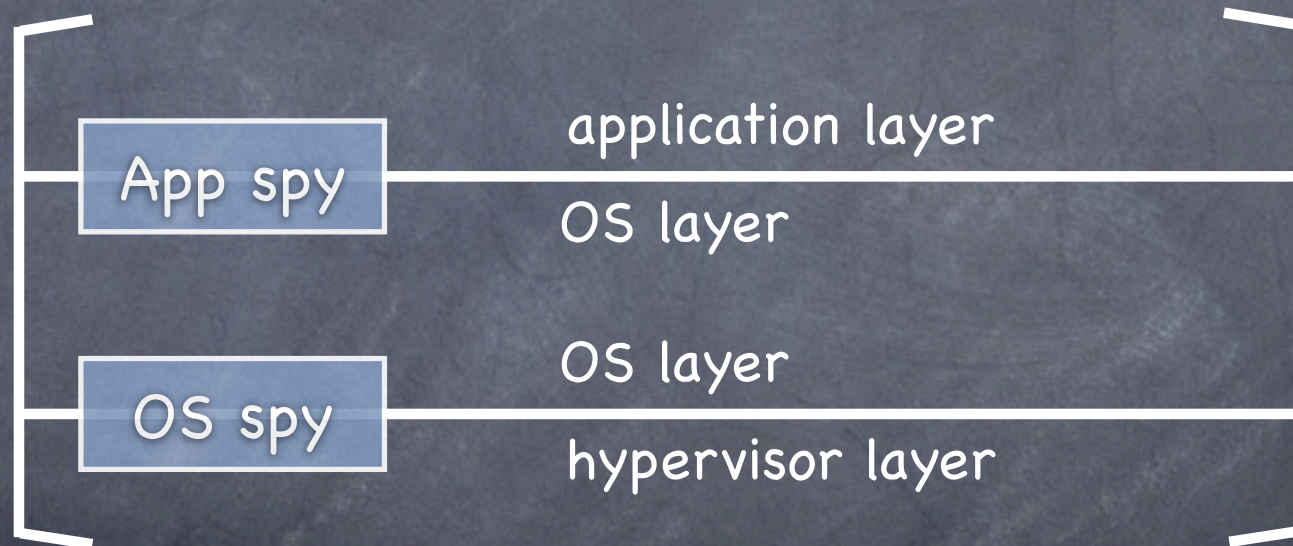 application layer
App spy
OS layer
OS layer
OS spy
hypervisor layer